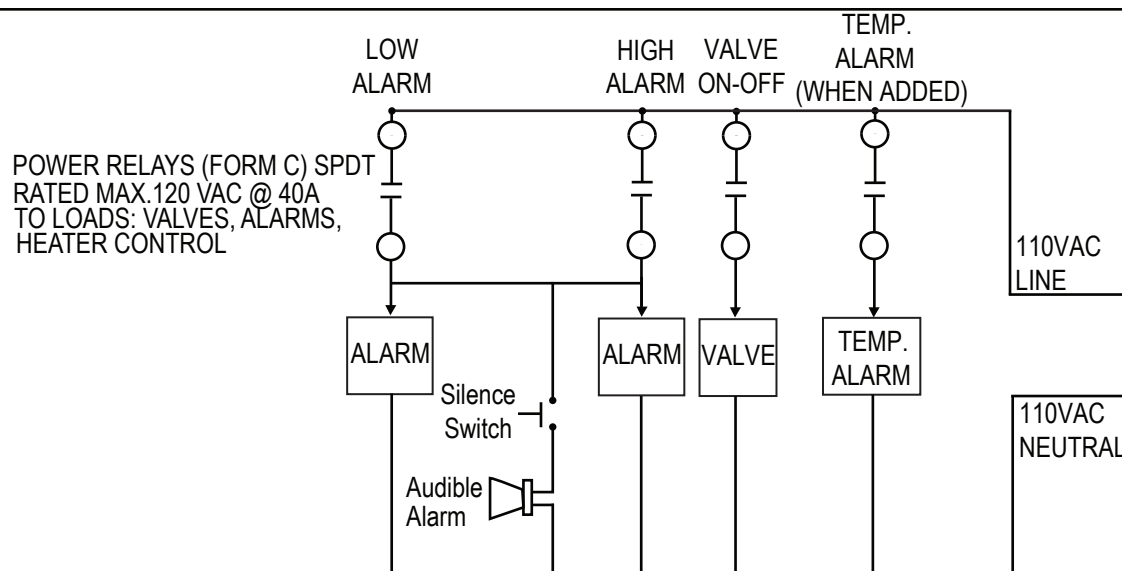 LOW
ALARM
HIGH
ALARM
VALVE
ON-OFF
TEMP.
ALARM
(WHEN ADDED)
POWER RELAYS (FORM C) SPDT
RATED MAX.120 VAC @ 40A
TO LOADS: VALVES, ALARMS,
HEATER CONTROL
110VAC
LINE
ALARM
ALARM
VALVE
TEMP.
ALARM
Silence
Switch
110VAC
NEUTRAL
Audible
Alarm